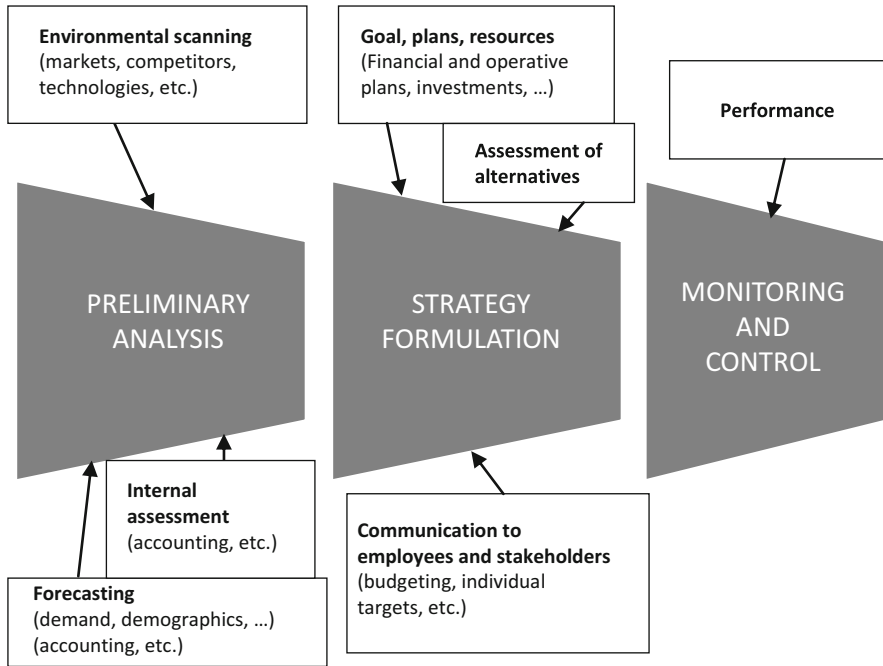 Environmental scanning
(markets, competitors,
technologies, etc.)
Goal, plans, resources
(Financial and operative
plans, investments, ...)
Assessment of
alternatives
Performance
PRELIMINARY
ANALYSIS
STRATEGY
FORMULATION
MONITORING
AND
CONTROL
Internal
assessment
(accounting, etc.)
Forecasting
(demand, demographics, ...)
(accounting, etc.)
Communication to
employees and stakeholders
(budgeting, individual
targets, etc.)